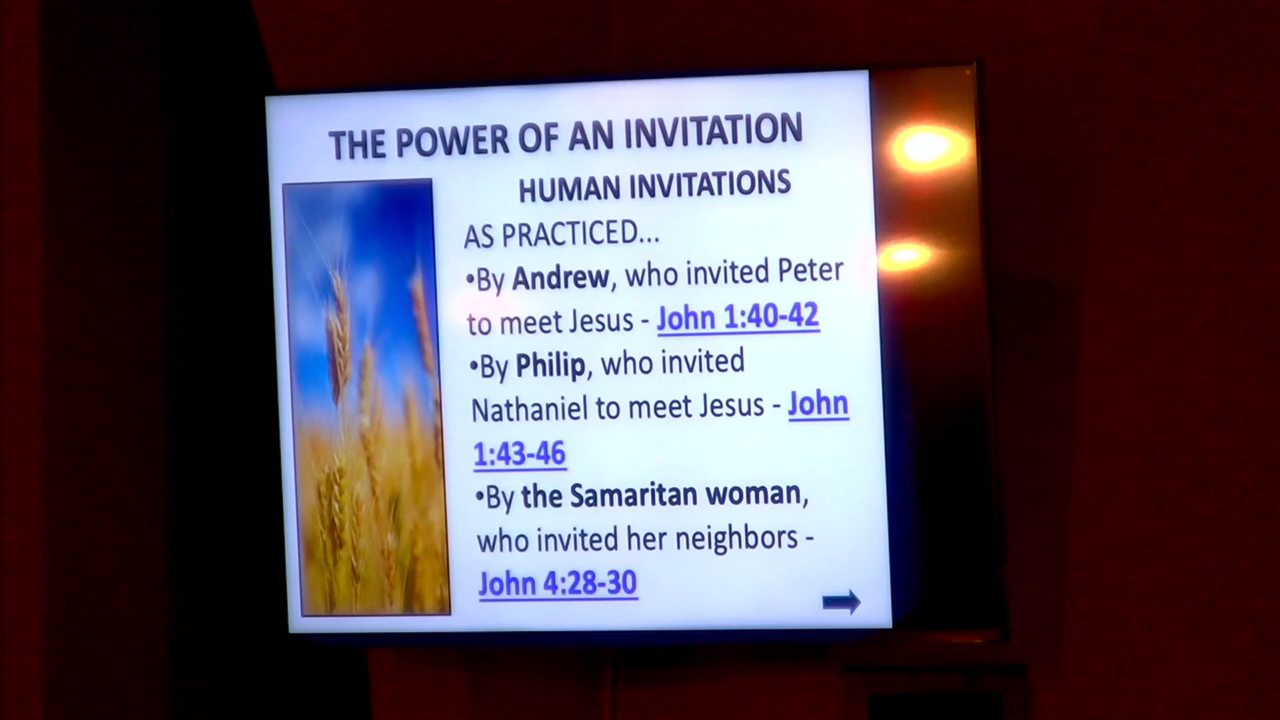 THE POWER OF AN INVITATION
HUMAN INVITATIONS
AS PRACTICED...
•By Andrew, who invited Peter
to meet Jesus - John 1:40-42
•By Philip, who invited
Nathaniel to meet Jesus - John
1:43-46
•By the Samaritan woman,
who invited her neighbors -
John 4:28-30